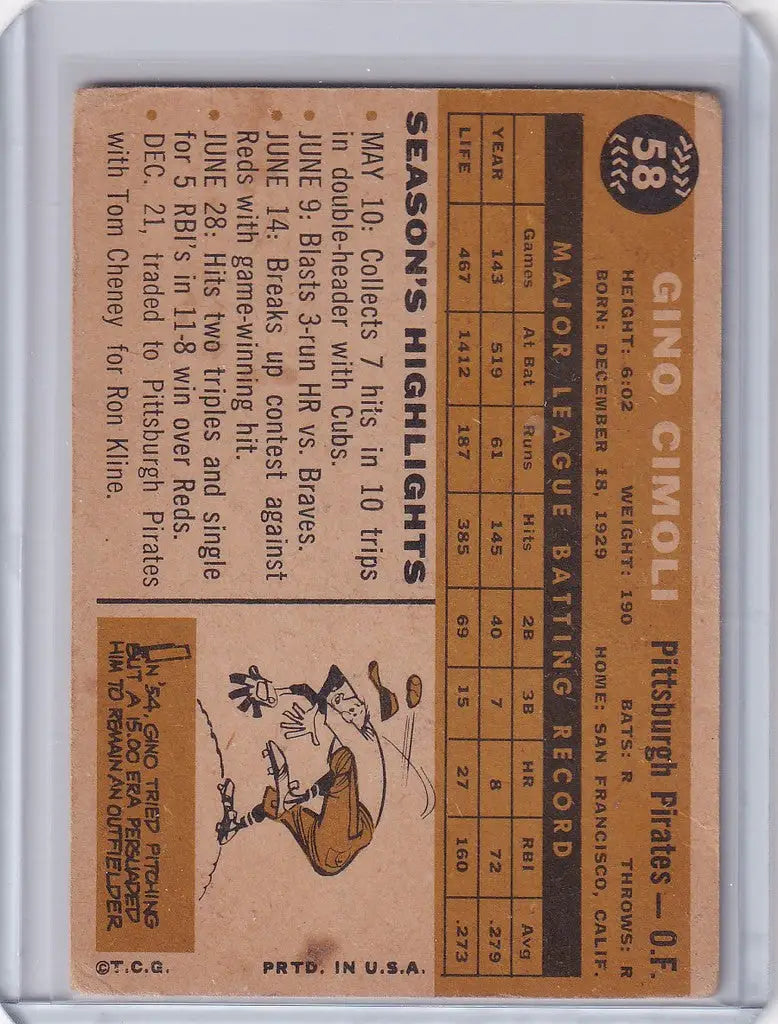 58
GINO CIMOLI Pittsburgh Pirates — O.F.
HEIGHT: 6:02 WEIGHT: 190 BATS: R THROWS: R
BORN: DECEMBER 18, 1929 HOME: SAN FRANCISCO, CALIF.
MAJOR LEAGUE BATTING RECORD
Games At Bat Runs Hits 2B 3B HR RBI Avg
YEAR 143 519 61 145 40 7 8 72 .279
LIFE 467 1412 187 385 69 15 27 160 .273
SEASON'S HIGHLIGHTS
• MAY 10: Collects 7 hits in 10 trips
in double-header with Cubs.
• JUNE 9: Blasts 3-run HR vs. Braves.
• JUNE 14: Breaks up contest against
Reds with game-winning hit.
• JUNE 28: Hits two triples and single
for 5 RBI's in 11-8 win over Reds.
• DEC. 21, traded to Pittsburgh Pirates
with Tom Cheney for Ron Kline.
IN '54, GINO TRIED PITCHING
BUT A 15.00 ERA PERSUADED
HIM TO REMAIN AN OUTFIELDER
©T.C.G. PRTD. IN U.S.A.